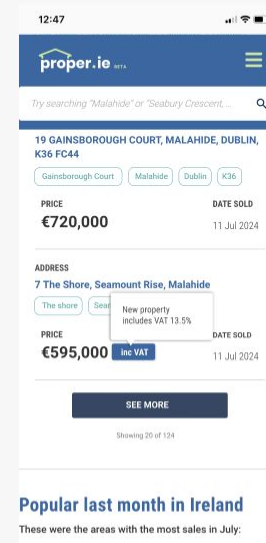 12:47
proper.ie BETA
Try searching "Malahide" or "Seabury Crescent, ...
19 GAINSBOROUGH COURT, MALAHIDE, DUBLIN,
K36 FC44
Gainsborough Court Malahide Dublin K36
PRICE DATE SOLD
€720,000 11 Jul 2024
ADDRESS
7 The Shore, Seamount Rise, Malahide
The shore Sear
New property
includes VAT 13.5%
PRICE DATE SOLD
€595,000 inc VAT 11 Jul 2024
SEE MORE
Showing 20 of 124
Popular last month in Ireland
These were the areas with the most sales in July: